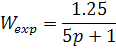 W_exp = 1.25 / (5p + 1)